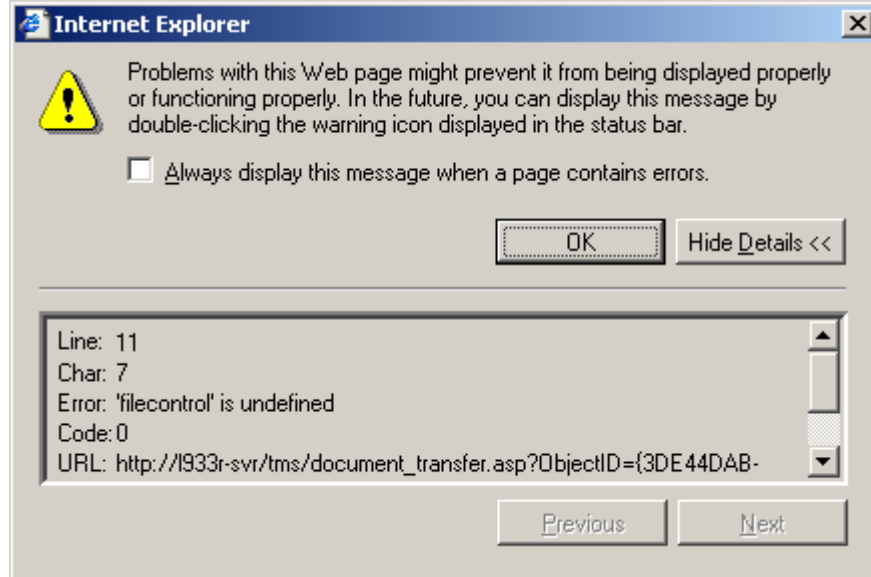 Internet Explorer
Problems with this Web page might prevent it from being displayed properly
or functioning properly. In the future, you can display this message by
double-clicking the warning icon displayed in the status bar.
Always display this message when a page contains errors.
OK
Hide Details <<
Line: 11
Char: 7
Error: 'filecontrol' is undefined
Code: 0
URL: http://l933r-svr/tms/document_transfer.asp?ObjectID={3DE44DAB-
Previous
Next